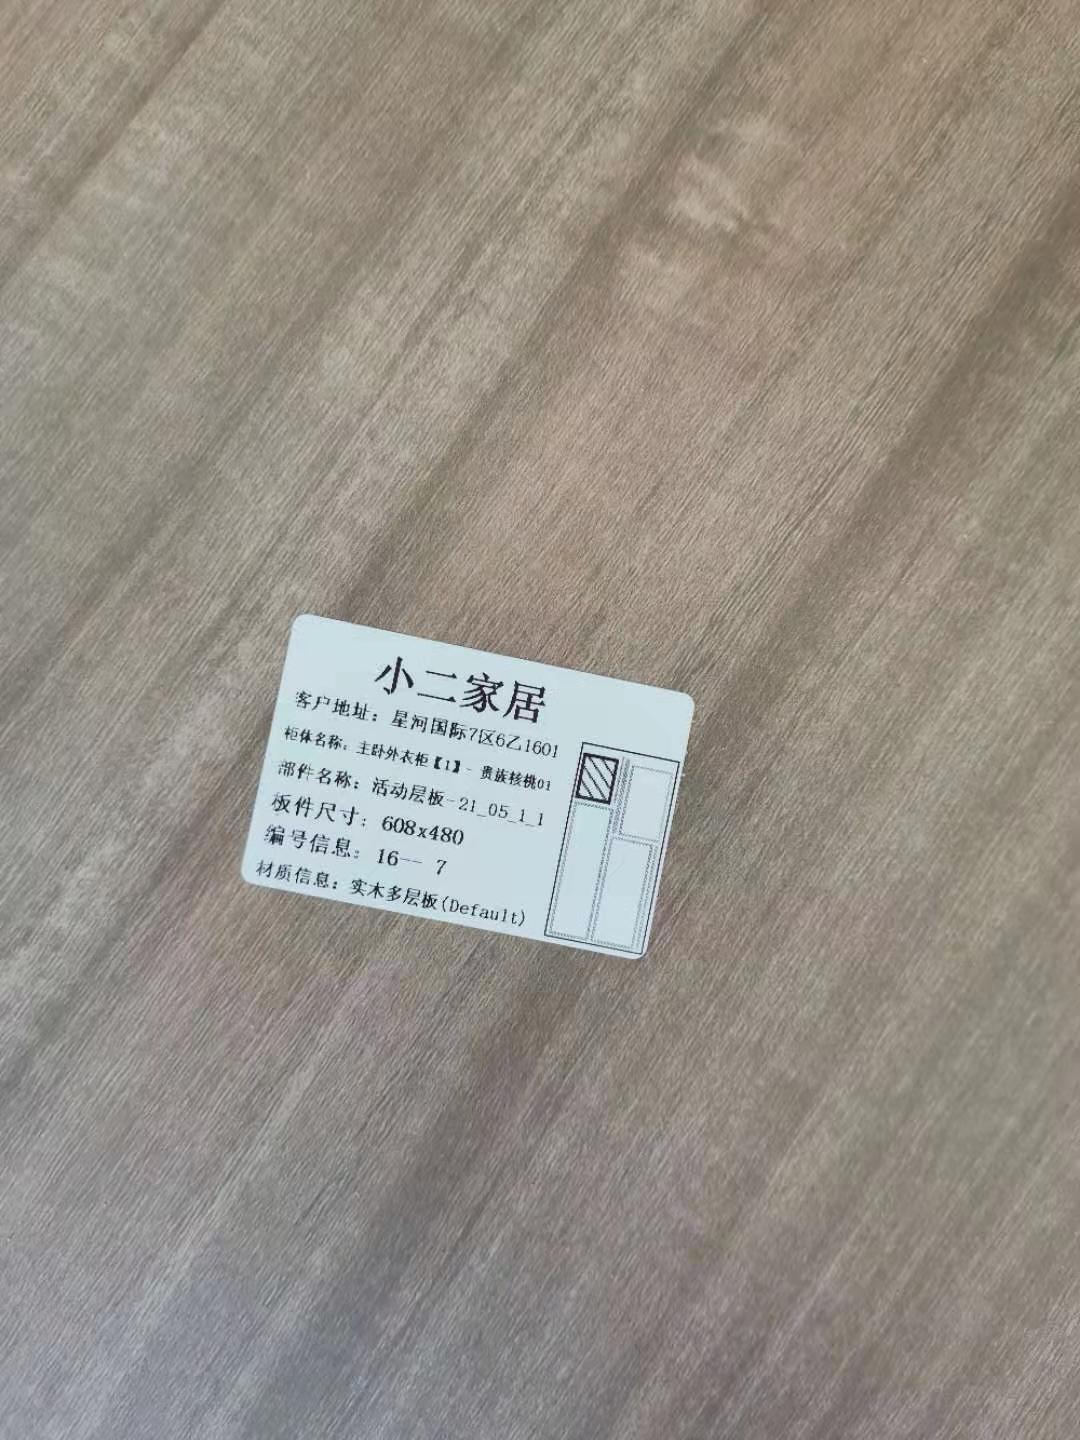 小二家居
客户地址：星河国际7区6乙1601
柜体名称：主卧外衣柜【1】- 贵族核桃01
部件名称：活动层板-21_05_1_1
板件尺寸：608x480
编号信息：16-- 7
材质信息：实木多层板(Default)